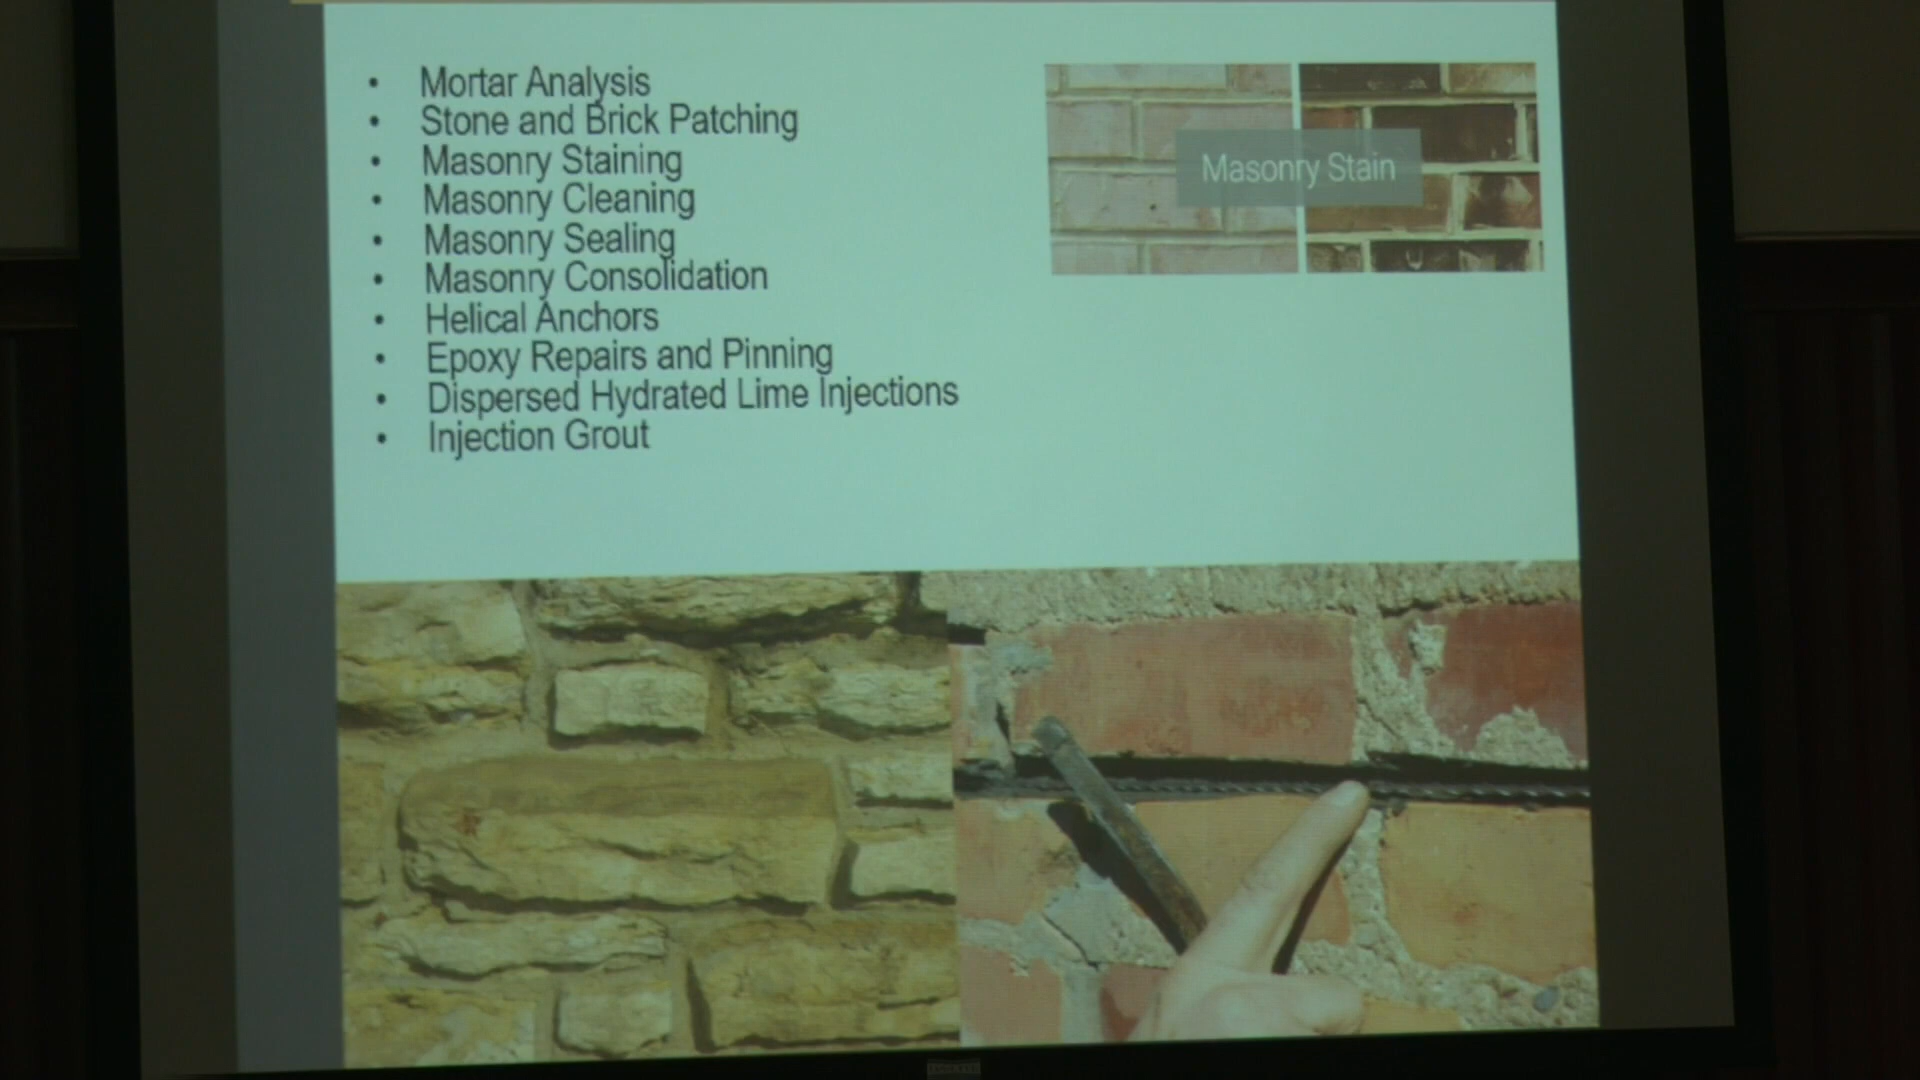 • Mortar Analysis
• Stone and Brick Patching
• Masonry Staining
• Masonry Cleaning
• Masonry Sealing
• Masonry Consolidation
• Helical Anchors
• Epoxy Repairs and Pinning
• Dispersed Hydrated Lime Injections
• Injection Grout
Masonry Stain